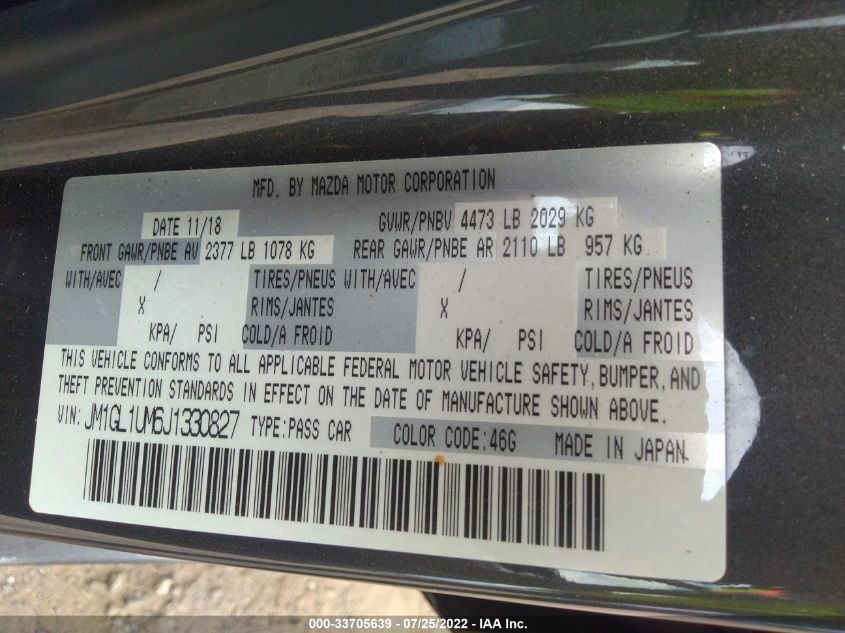 MFD. BY MAZDA MOTOR CORPORATION
DATE 11/18 GVWR/PNBV 4473 LB 2029 KG
FRONT GAWR/PNBE AV 2377 LB 1078 KG REAR GAWR/PNBE AR 2110 LB 957 KG
WITH/AVEC / TIRES/PNEUS WITH/AVEC / TIRES/PNEUS
X RIMS/JANTES X RIMS/JANTES
KPA/ PSI COLD/A FROID KPA/ PSI COLD/A FROID
THIS VEHICLE CONFORMS TO ALL APPLICABLE FEDERAL MOTOR VEHICLE SAFETY, BUMPER, AND
THEFT PREVENTION STANDARDS IN EFFECT ON THE DATE OF MANUFACTURE SHOWN ABOVE.
VIN: JM1GL1UM6J1330827 TYPE:PASS CAR COLOR CODE:46G MADE IN JAPAN
000-33705639 - 07/25/2022 - IAA Inc.